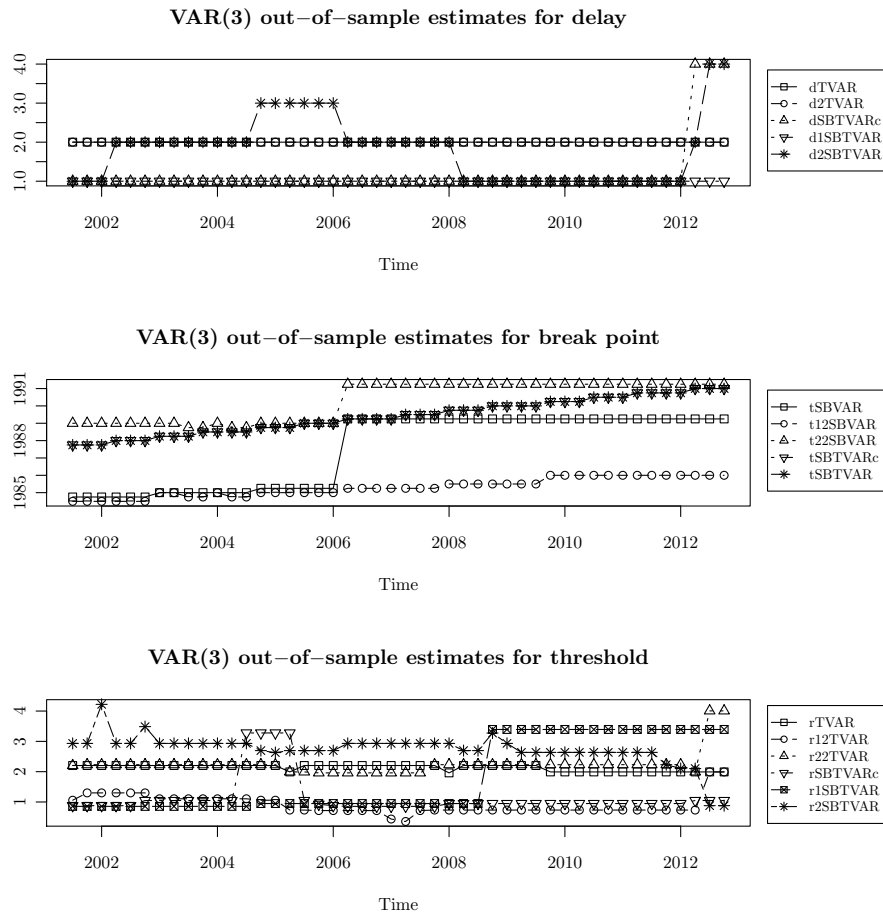 VAR(3) out−of−sample estimates for delay
4.0
3.0
2.0
1.0
2002 2004 2006 2008 2010 2012
Time
dTVAR
d2TVAR
dSBTVARc
d1SBTVAR
d2SBTVAR
VAR(3) out−of−sample estimates for break point
1991
1988
1985
2002 2004 2006 2008 2010 2012
Time
tSBVAR
t12SBVAR
t22SBVAR
tSBTVARc
tSBTVAR
VAR(3) out−of−sample estimates for threshold
4
3
2
1
2002 2004 2006 2008 2010 2012
Time
rTVAR
r12TVAR
r22TVAR
rSBTVARc
r1SBTVAR
r2SBTVAR